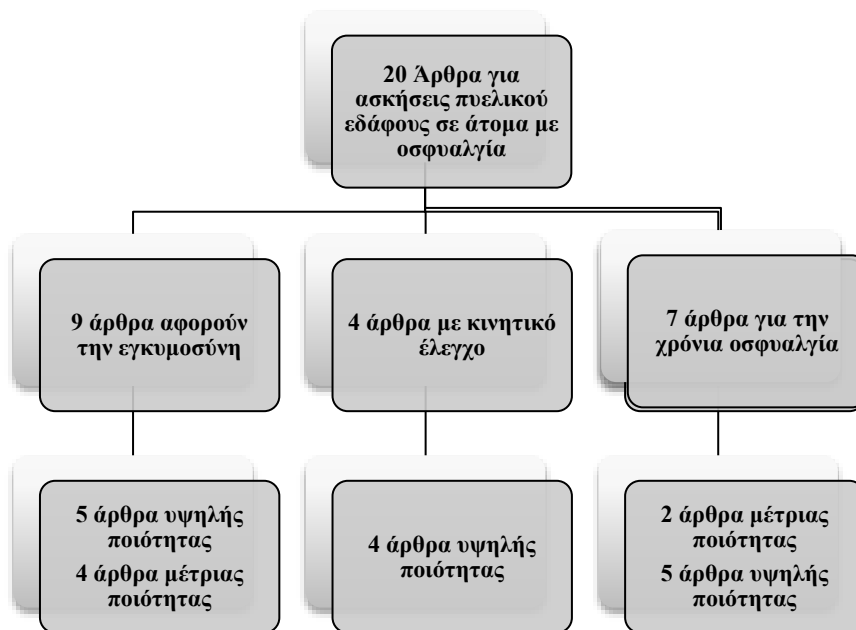 20 Άρθρα για
ασκήσεις πυελικού
εδάφους σε άτομα με
οσφυαλγία
9 άρθρα αφορούν
την εγκυμοσύνη
4 άρθρα με κινητικό
έλεγχο
7 άρθρα για την
χρόνια οσφυαλγία
5 άρθρα υψηλής
ποιότητας
4 άρθρα μέτριας
ποιότητας
4 άρθρα υψηλής
ποιότητας
2 άρθρα μέτριας
ποιότητας
5 άρθρα υψηλής
ποιότητας